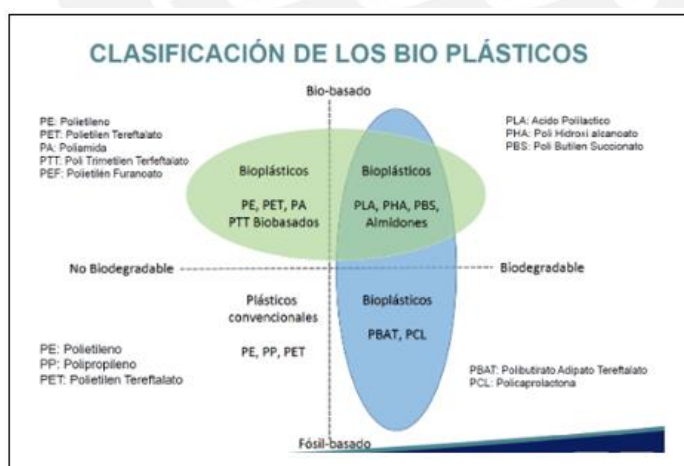 CLASIFICACIÓN DE LOS BIO PLÁSTICOS
Bio-basado
PE: Polietileno
PET: Polietilen Tereftalato
PA: Poliamida
PTT: Poli Trimetilen Terfeftalato
PEF: Polietilén Furanoato
PLA: Acido Polilactico
PHA: Poli Hidroxi alcanoato
PBS: Poli Butilen Succionato
Bioplásticos
PE, PET, PA
PTT Biobasados
Bioplásticos
PLA, PHA, PBS,
Almidones
No Biodegradable
Biodegradable
Plásticos
convencionales
PE, PP, PET
Bioplásticos
PBAT, PCL
PE: Polietileno
PP: Polipropileno
PET: Polietilen Tereftalato
PBAT: Polibutirato Adipato Tereftalato
PCL: Policaprolactona
Fósil-basado